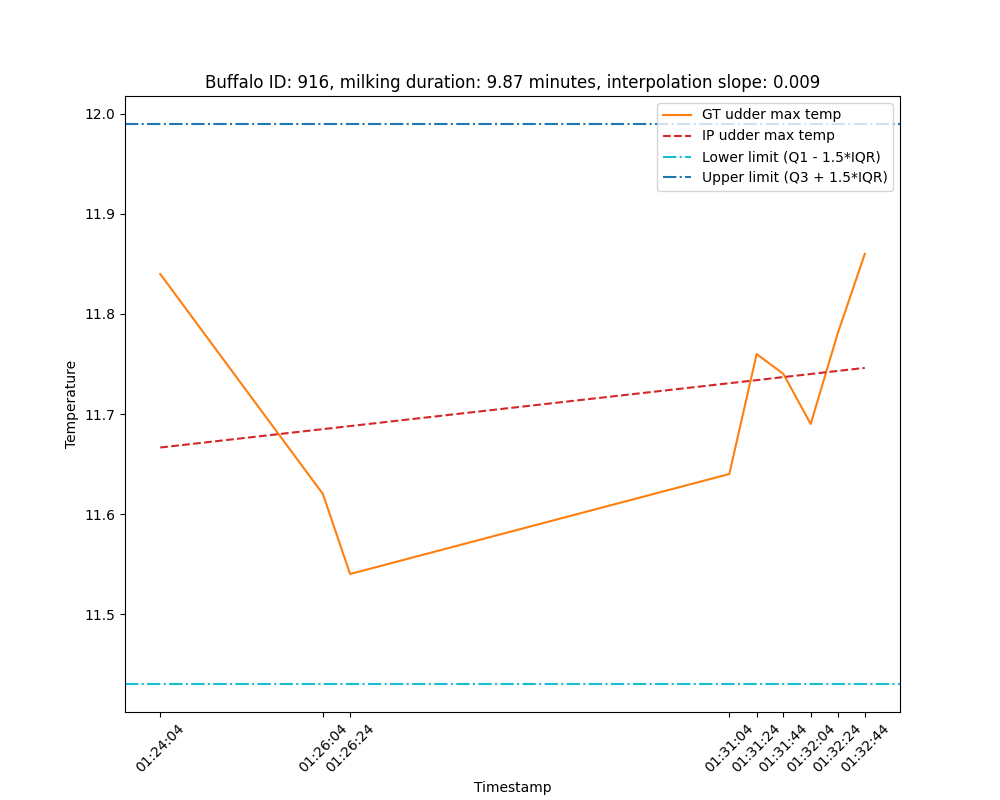 Buffalo ID: 916, milking duration: 9.87 minutes, interpolation slope: 0.009
GT udder max temp
IP udder max temp
Lower limit (Q1 - 1.5*IQR)
Upper limit (Q3 + 1.5*IQR)
Temperature
12.0
11.9
11.8
11.7
11.6
11.5
01:24:04
01:26:04
01:26:24
01:31:04
01:31:24
01:31:44
01:32:04
01:32:24
01:32:44
Timestamp